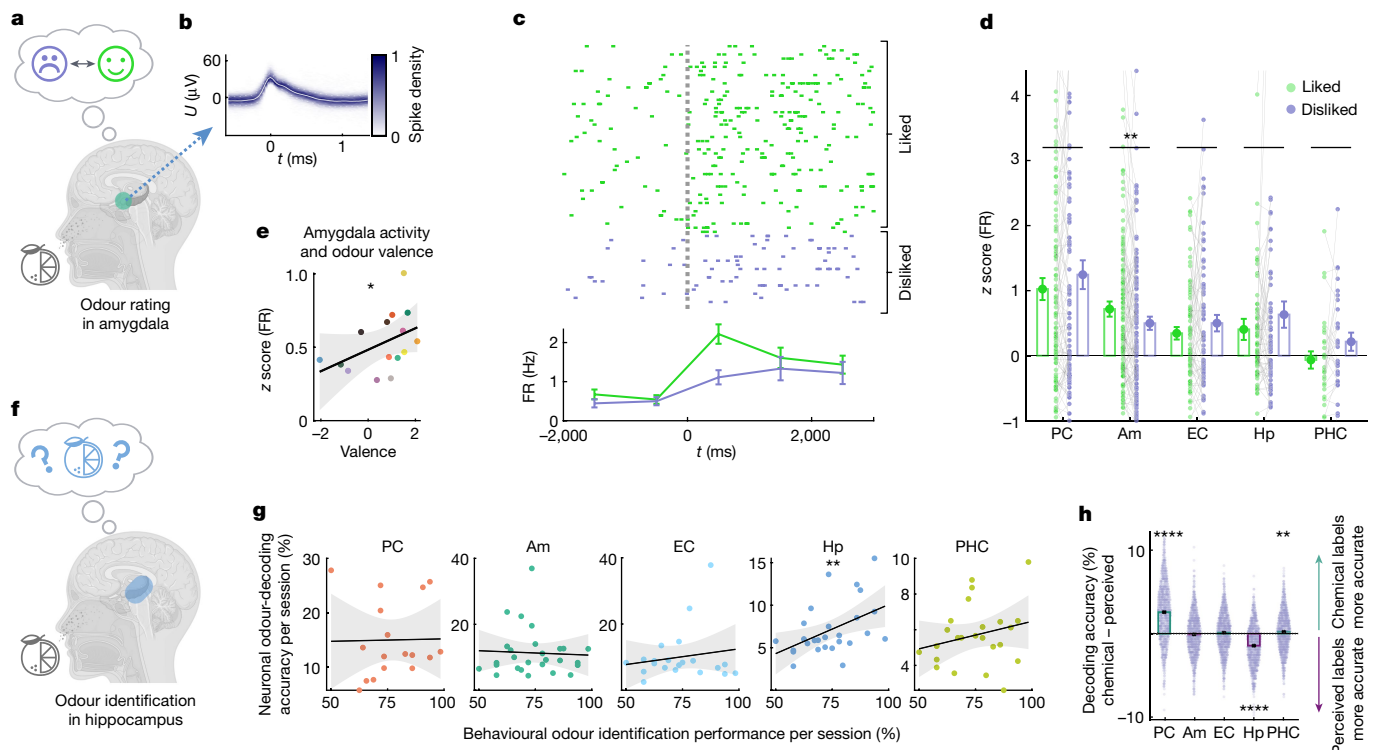 a
b
60
0
U (μV)
0
1
t (ms)
1
0
Spike density
c
Liked
Disliked
2
1
0
FR (Hz)
−2,000
0
2,000
t (ms)
d
Liked
Disliked
**
4
3
2
1
0
−1
z score (FR)
PC
Am
EC
Hp
PHC
Odour rating
in amygdala
e
Amygdala activity
and odour valence
*
1.0
0.5
0
z score (FR)
−2
0
2
Valence
f
? ?
Odour identification
in hippocampus
g
Neuronal odour-decoding
accuracy per session (%)
PC
30
20
10
50
75
100
Am
40
20
50
75
100
EC
40
20
50
75
100
Hp
**
15
10
5
50
75
100
PHC
10
8
6
4
50
75
100
Behavioural odour identification performance per session (%)
h
Decoding accuracy (%)
chemical – perceived
10
0
−10
****
**
****
PC
Am
EC
Hp
PHC
Chemical labels
more accurate
Perceived labels
more accurate